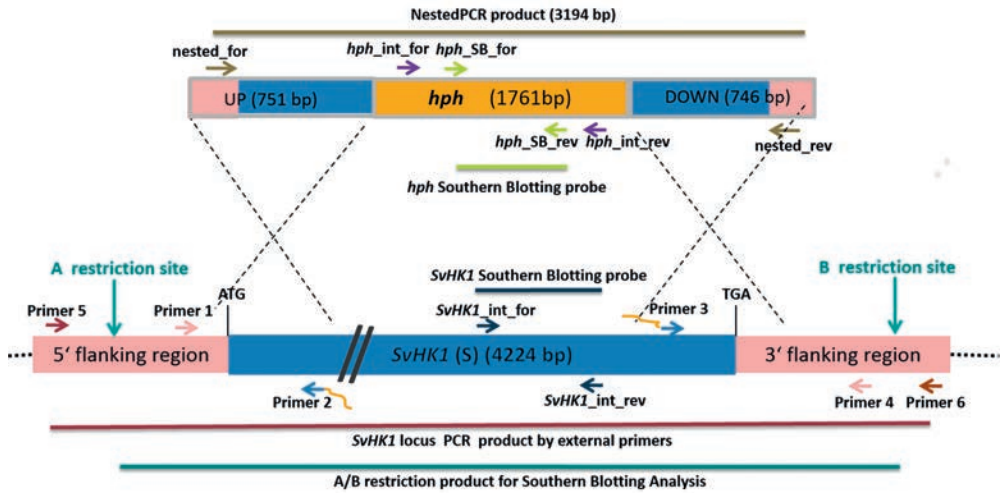 NestedPCR product (3194 bp)
nested_for
hph_int_for
hph_SB_for
UP (751 bp)
hph (1761bp)
DOWN (746 bp)
hph_SB_rev
hph_int_rev
nested_rev
hph Southern Blotting probe
A restriction site
SvHK1 Southern Blotting probe
B restriction site
Primer 5
Primer 1
ATG
SvHK1_int_for
Primer 3
TGA
5‘ flanking region
SvHK1 (S) (4224 bp)
3‘ flanking region
Primer 2
SvHK1_int_rev
Primer 4
Primer 6
SvHK1 locus PCR product by external primers
A/B restriction product for Southern Blotting Analysis